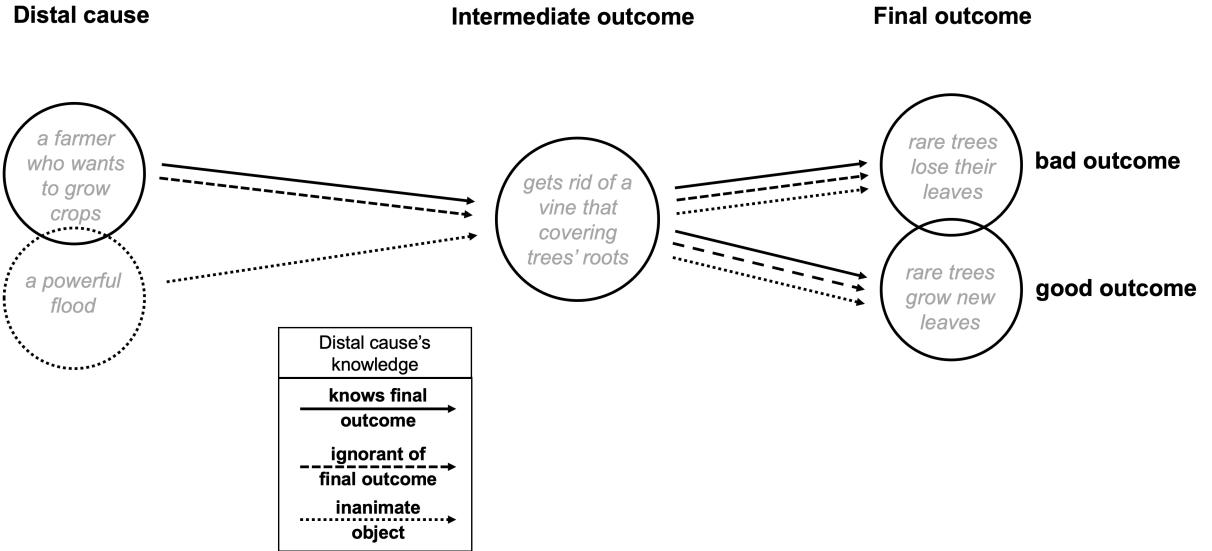 Distal cause
Intermediate outcome
Final outcome
a farmer
who wants
to grow
crops
a powerful
flood
gets rid of a
vine that
covering
trees' roots
rare trees
lose their
leaves
bad outcome
rare trees
grow new
leaves
good outcome
Distal cause's
knowledge
knows final
outcome
ignorant of
final outcome
inanimate
object